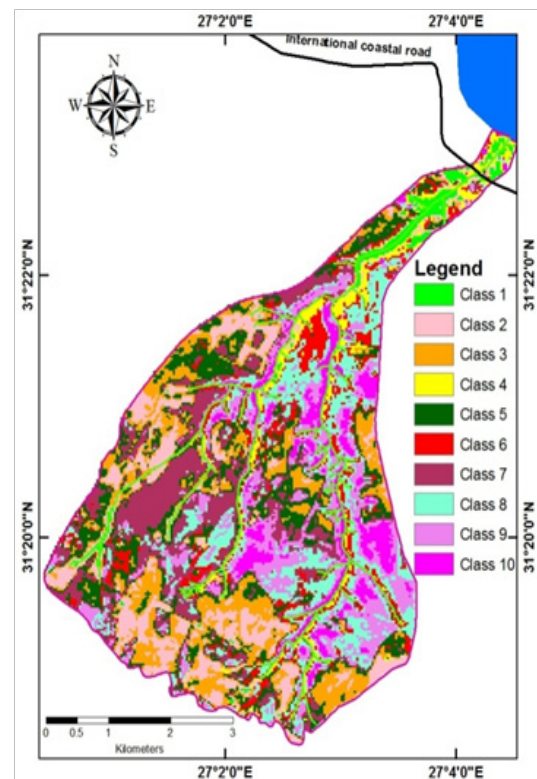 27°2'0"E
27°4'0"E
International coastal road
N
W
E
S
31°22'0"N
31°22'0"N
Legend
Class 1
Class 2
Class 3
Class 4
Class 5
Class 6
Class 7
Class 8
Class 9
Class 10
31°20'0"N
31°20'0"N
0 0.5 1 2 3
Kilometers
27°2'0"E
27°4'0"E